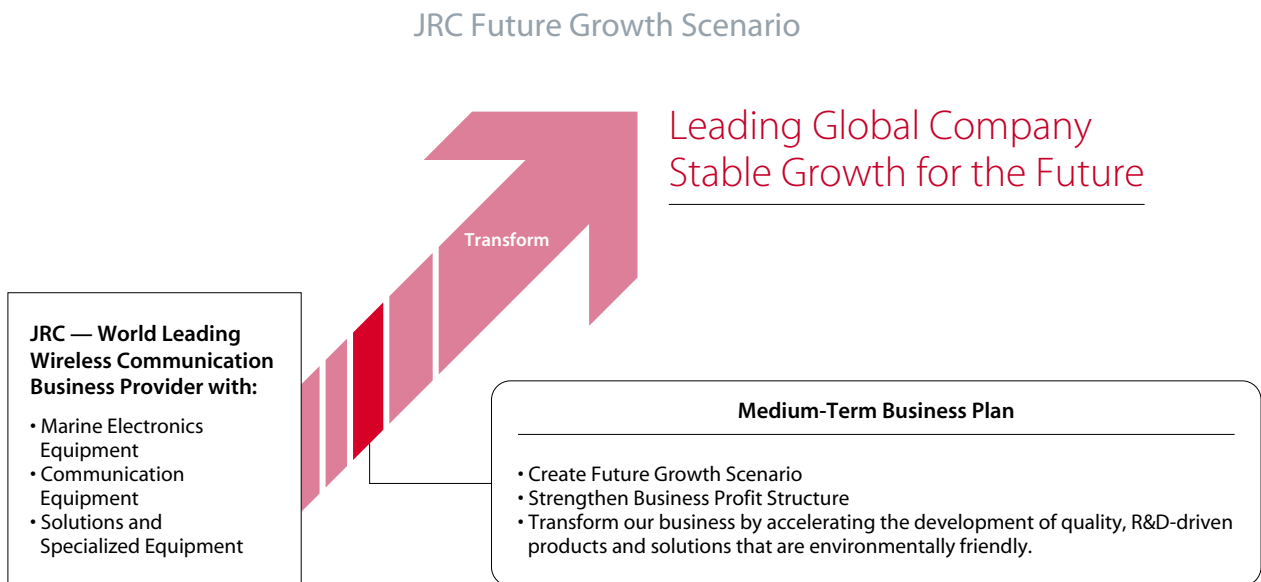 JRC Future Growth Scenario
Leading Global Company
Stable Growth for the Future
Transform
JRC — World Leading
Wireless Communication
Business Provider with:
• Marine Electronics
Equipment
• Communication
Equipment
• Solutions and
Specialized Equipment
Medium-Term Business Plan
• Create Future Growth Scenario
• Strengthen Business Profit Structure
• Transform our business by accelerating the development of quality, R&D-driven
products and solutions that are environmentally friendly.